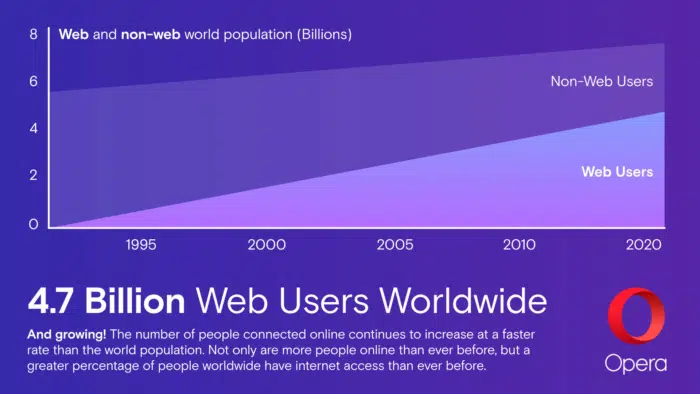 Web and non-web world population (Billions)
8
6
4
2
0
Non-Web Users
Web Users
1995 2000 2005 2010 2020
4.7 Billion Web Users Worldwide
And growing! The number of people connected online continues to increase at a faster
rate than the world population. Not only are more people online than ever before, but a
greater percentage of people worldwide have internet access than ever before.
Opera